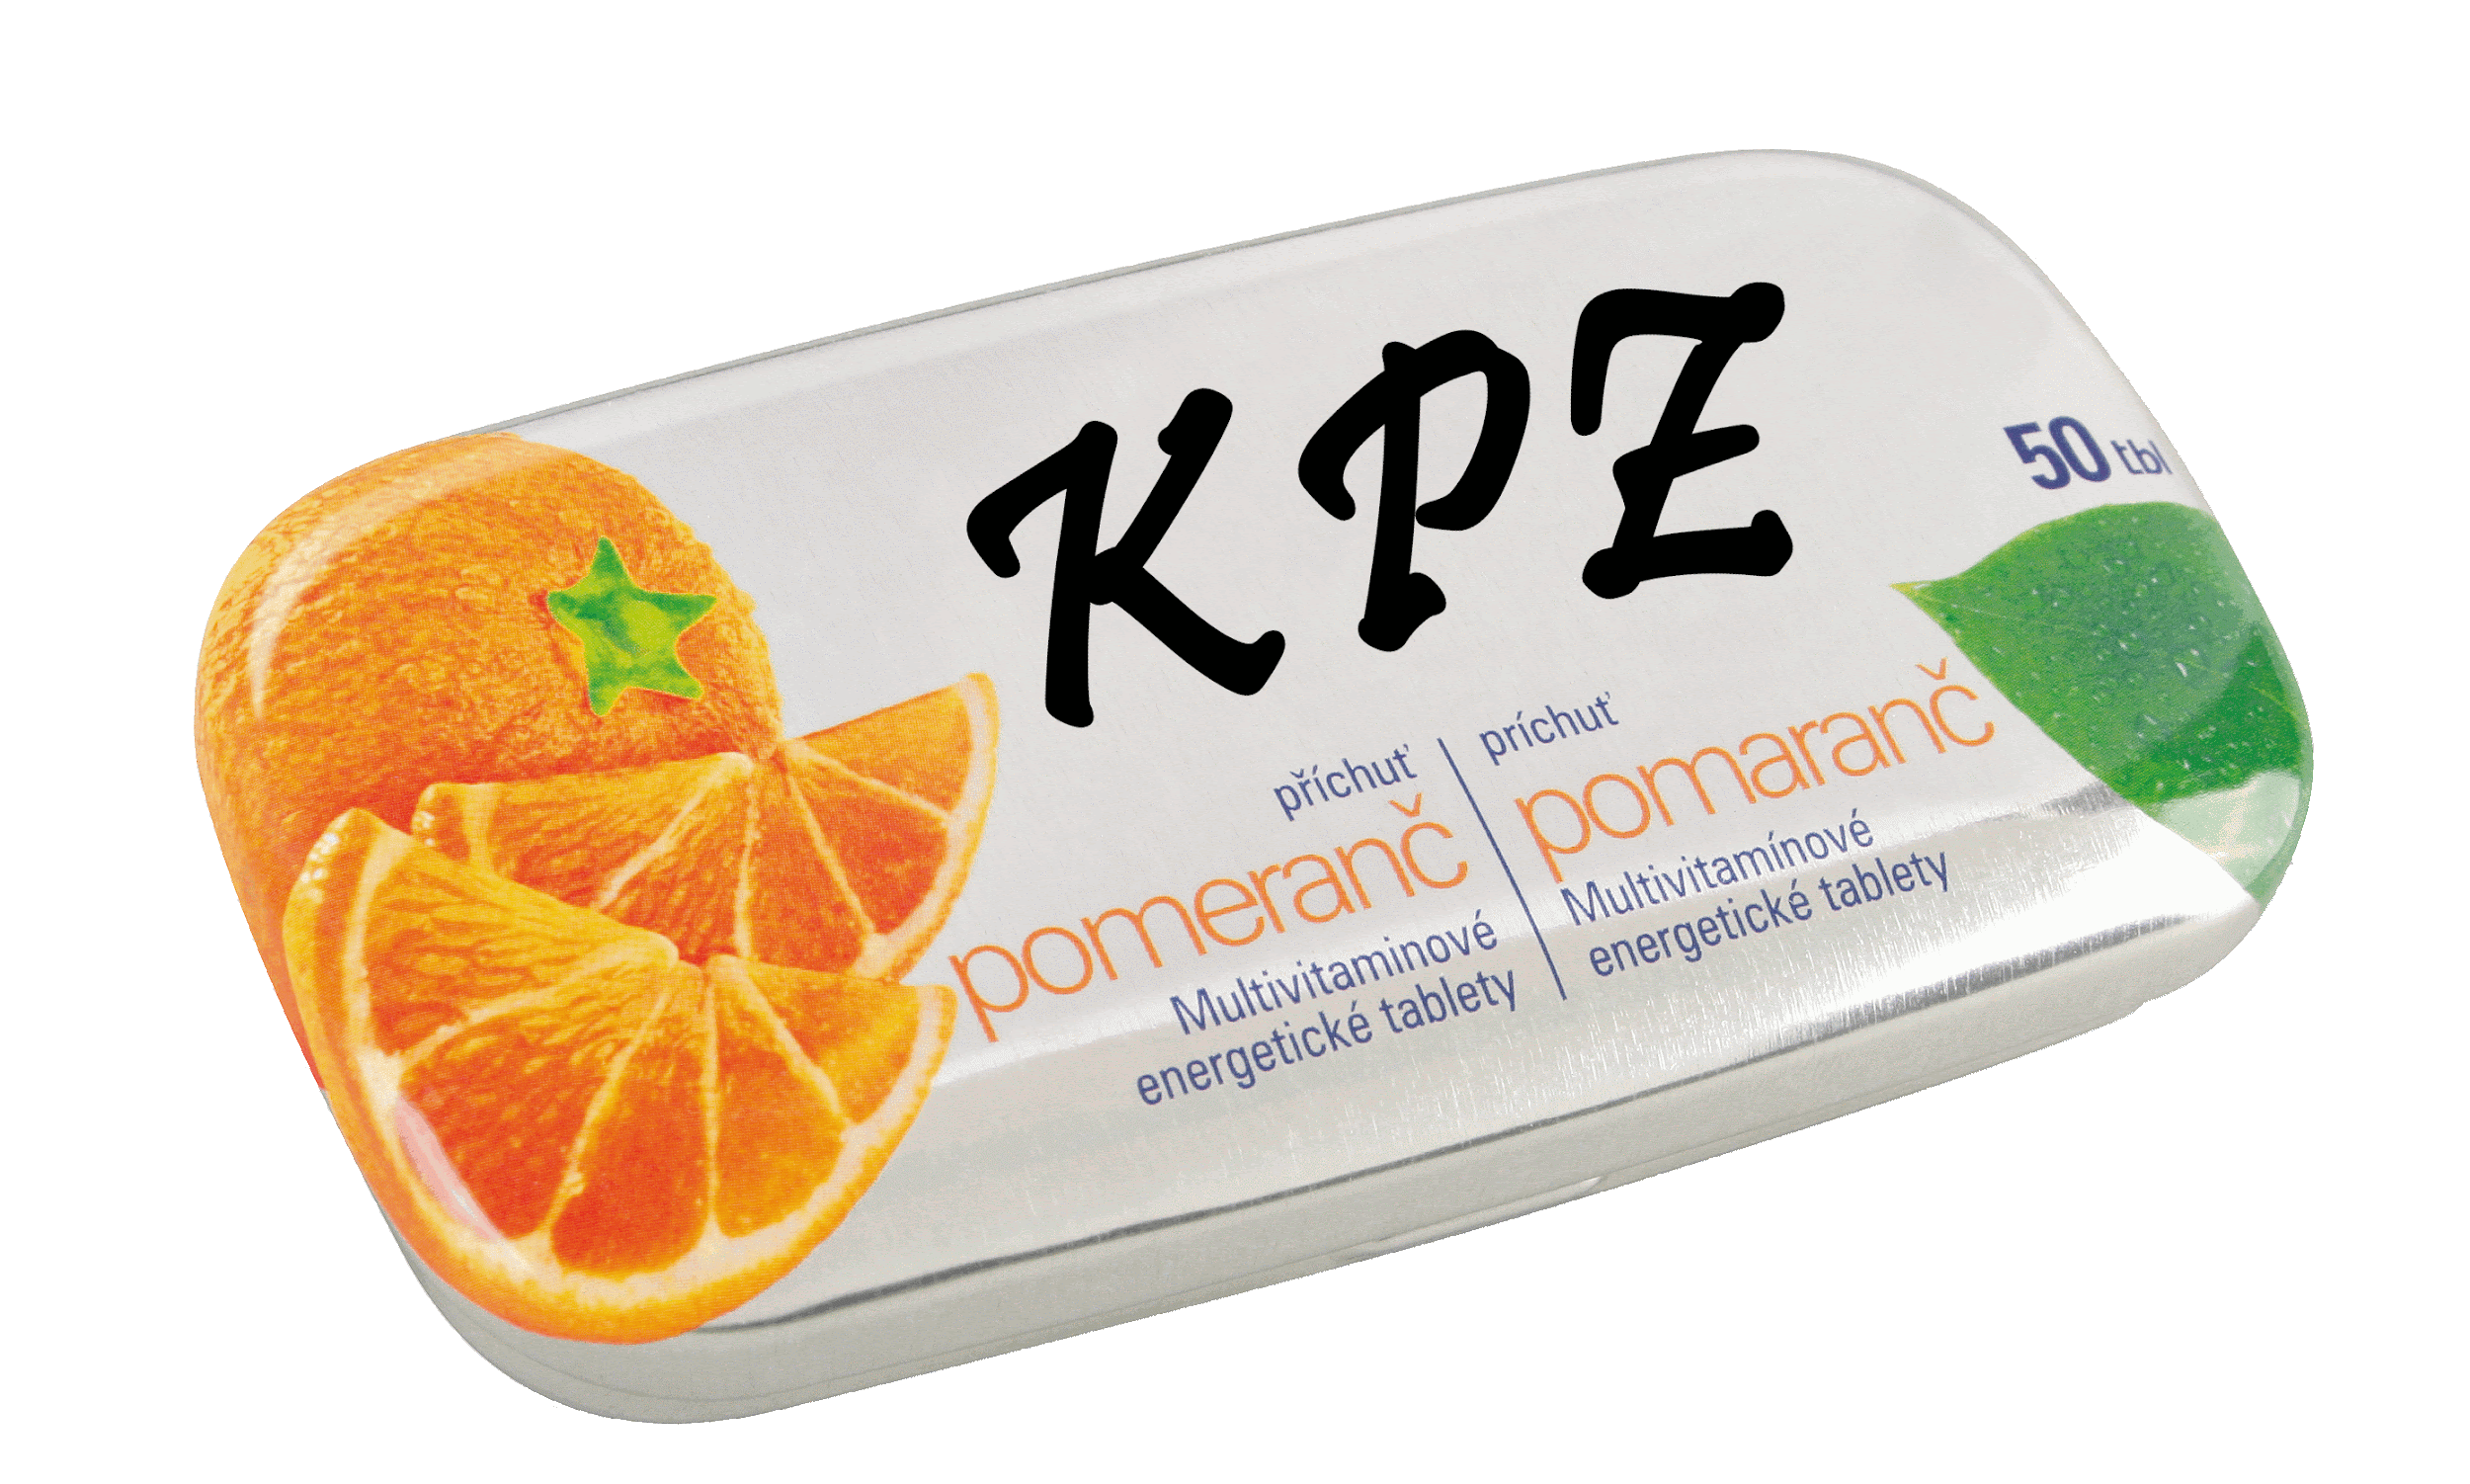 KPZ
50 tbl
příchuť
pomeranč
Multivitaminové
energetické tablety
príchuť
pomaranč
Multivitamínové
energetické tablety